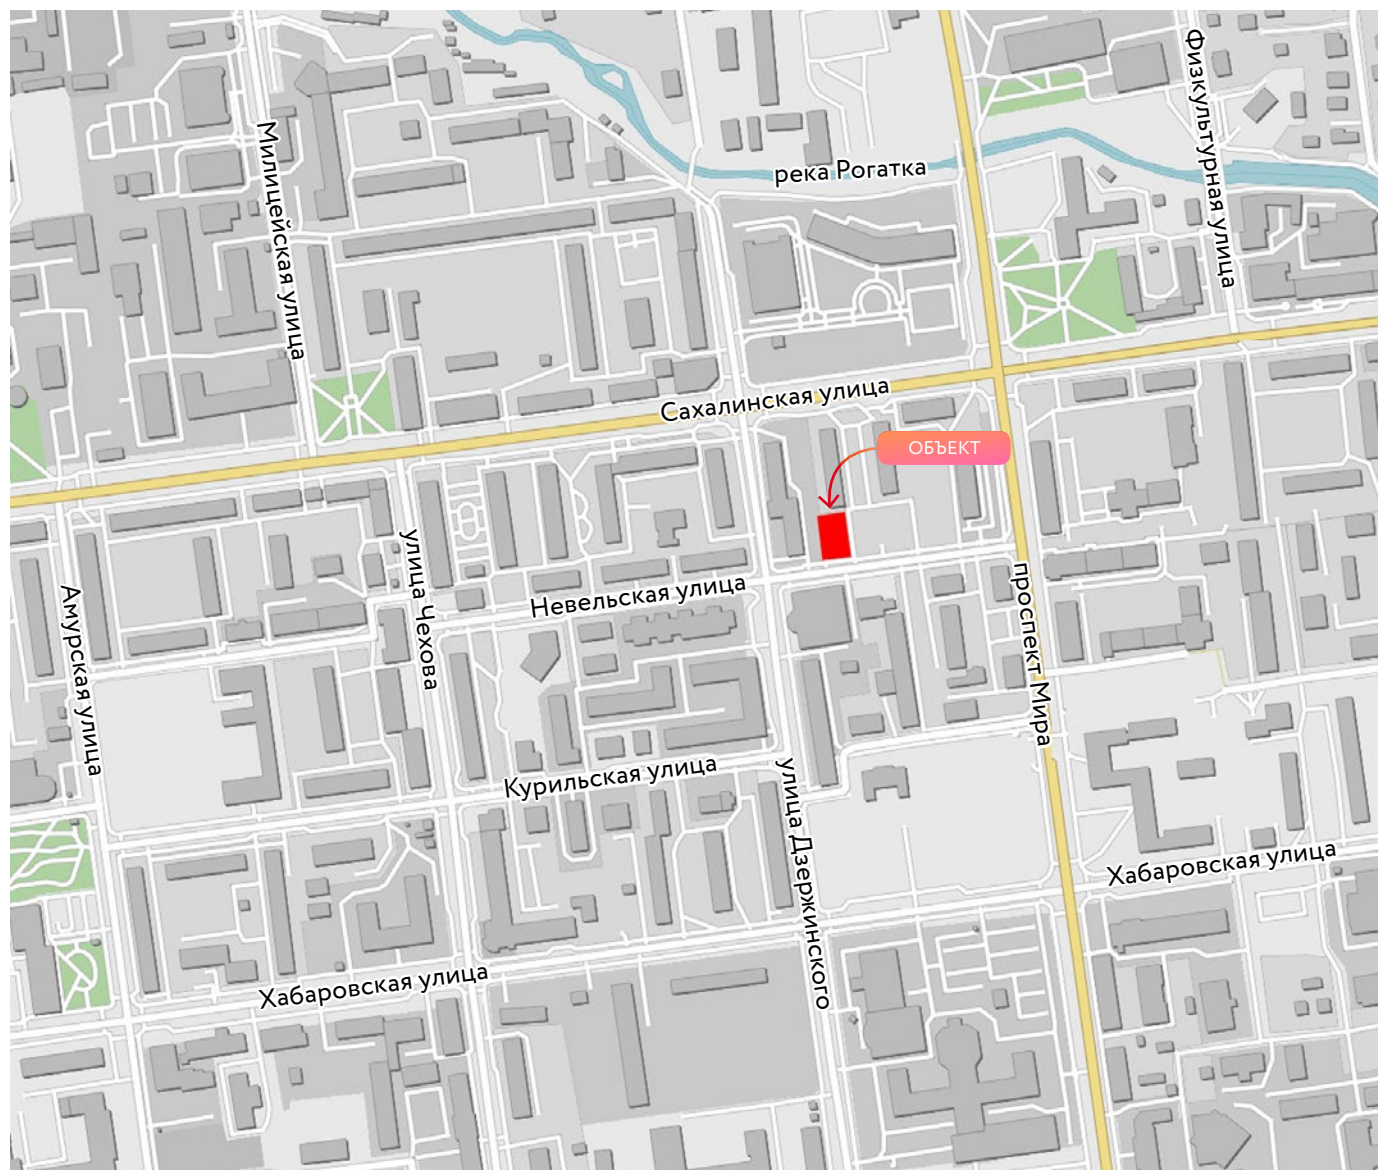 Физкультурная улица
Милицейская улица
река Рогатка
Сахалинская улица
ОБЪЕКТ
улица Чехова
Невельская улица
Амурская улица
проспект Мира
Курильская улица
улица Дзержинского
Хабаровская улица
Хабаровская улица